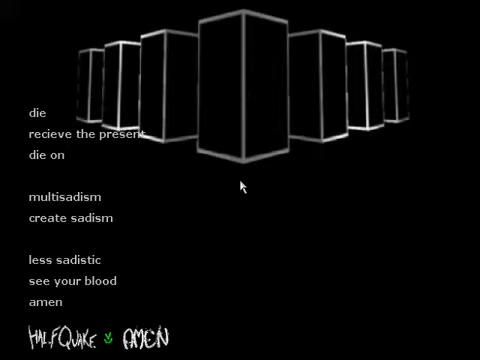 die
recieve the present
die on
multisadism
create sadism
less sadistic
see your blood
amen
HALFQUAKE AMEN